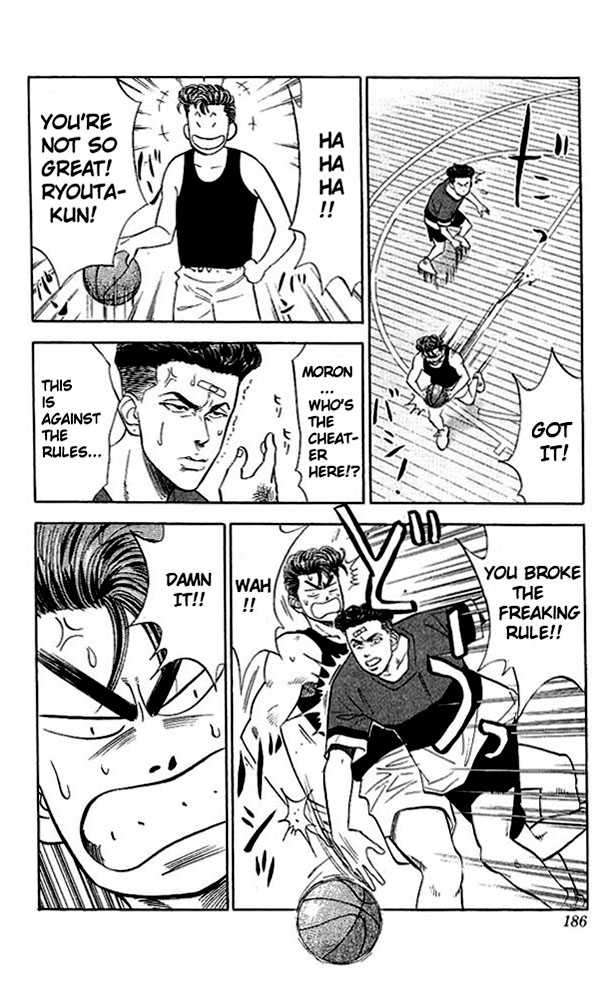 GOT
IT!
HA
HA
HA
!!
YOU'RE
NOT SO
GREAT!
RYOUTA-
KUN!
MORON
...
WHO'S
THE
CHEAT-
ER
HERE!?
THIS
IS
AGAINST
THE
RULES...
YOU BROKE
THE
FREAKING
RULE!!
WAH
!!
DAMN
IT!!
186